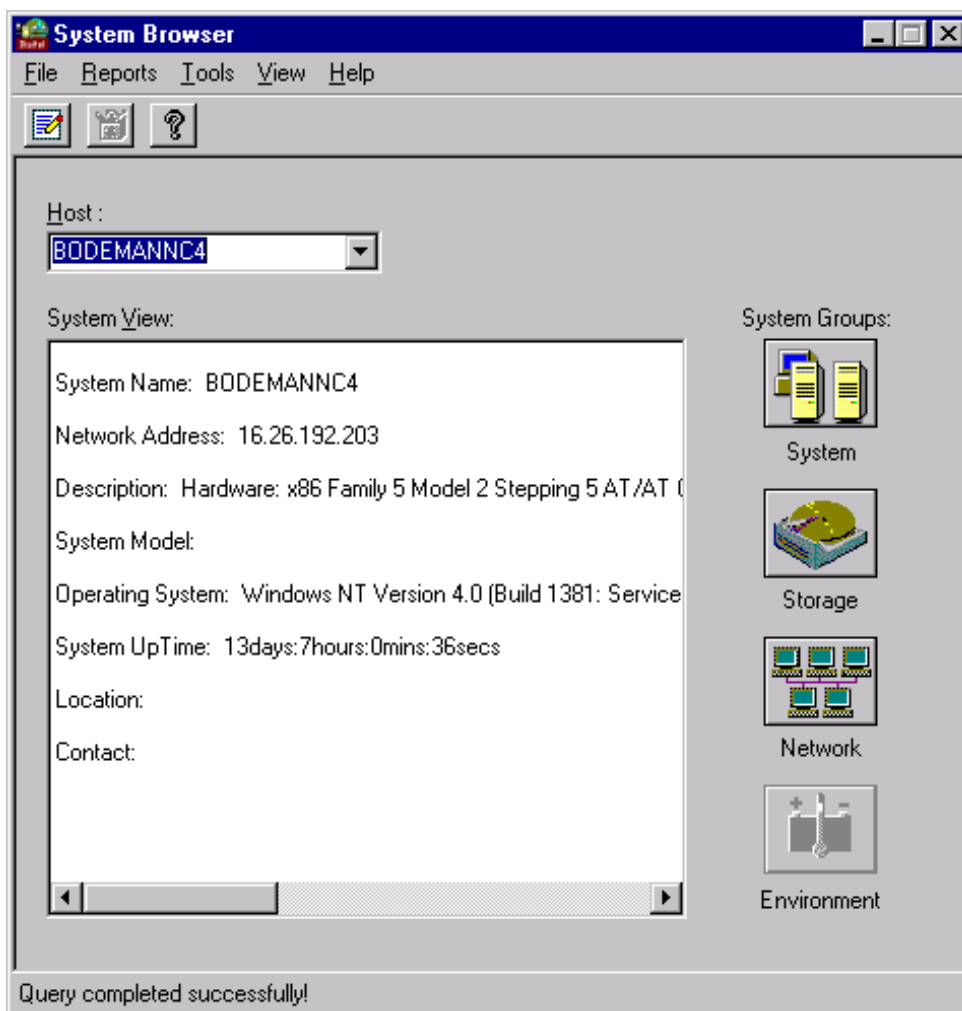 System Browser
File Reports Tools View Help
Host :
BODEMANNC4
System View:
System Groups:
System Name: BODEMANNC4
Network Address: 16.26.192.203
Description: Hardware: x86 Family 5 Model 2 Stepping 5 AT/AT
System Model:
Operating System: Windows NT Version 4.0 (Build 1381: Service
System UpTime: 13days:7hours:0mins:36secs
Location:
Contact:
System
Storage
Network
Environment
Query completed successfully!